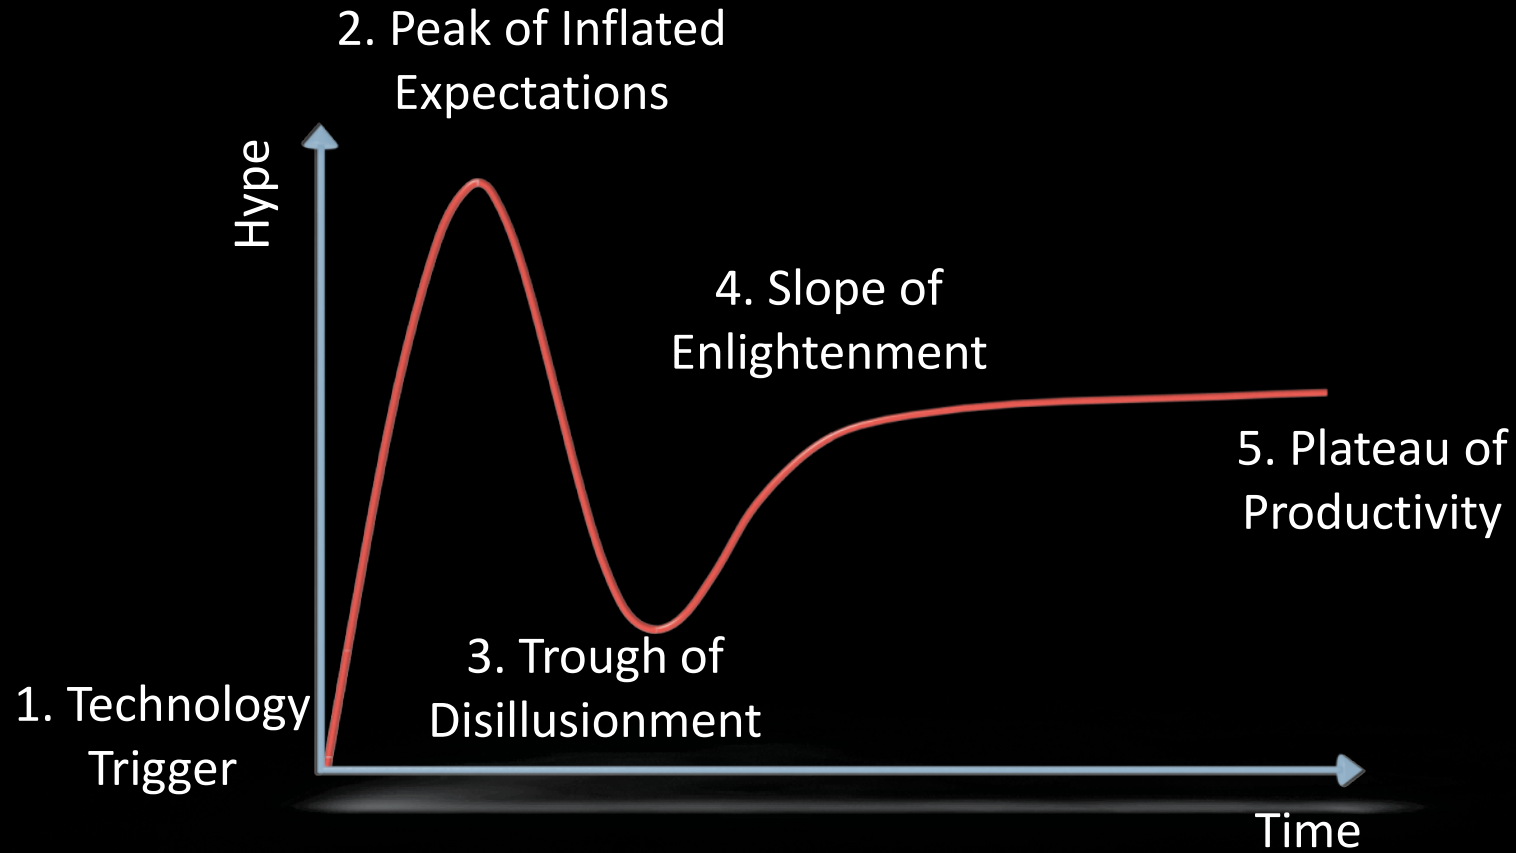 2. Peak of Inflated
Expectations
Hype
4. Slope of
Enlightenment
5. Plateau of
Productivity
3. Trough of
Disillusionment
1. Technology
Trigger
Time